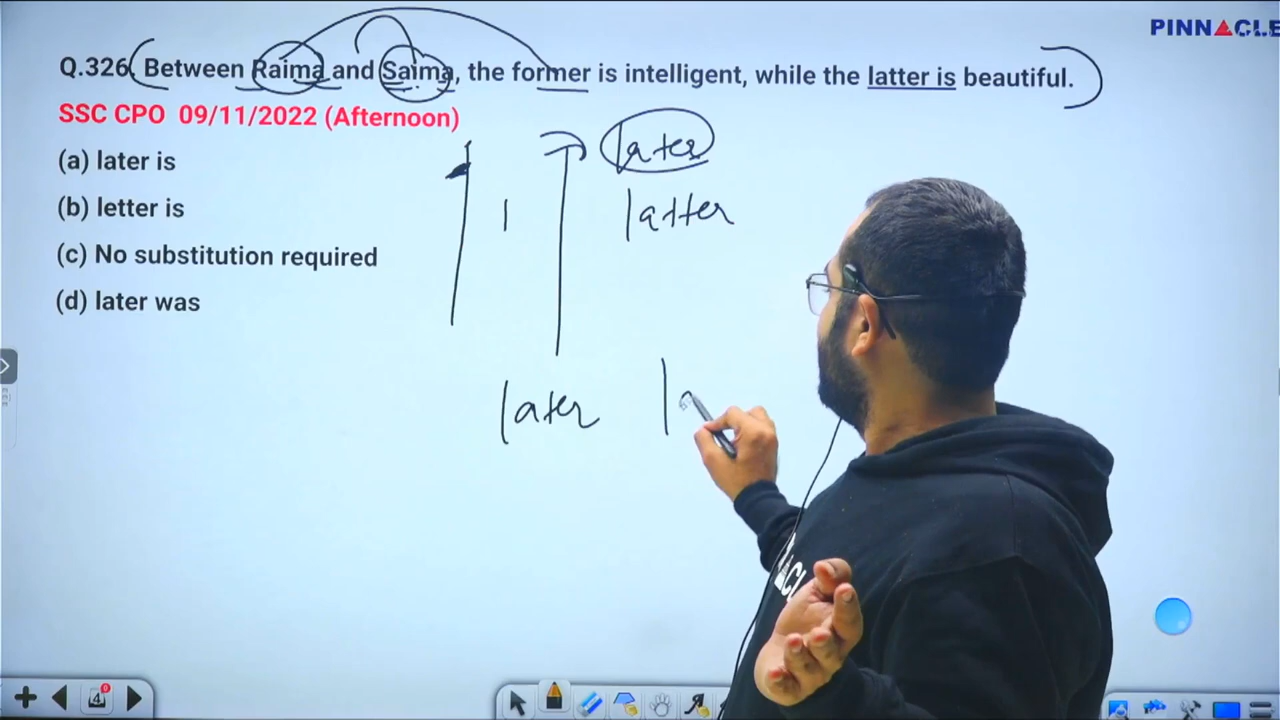 PINNACLE
Q.326. Between Raima and Saima, the former is intelligent, while the latter is beautiful.
SSC CPO 09/11/2022 (Afternoon)
(a) later is
(b) letter is
(c) No substitution required
(d) later was
later
latter
later la